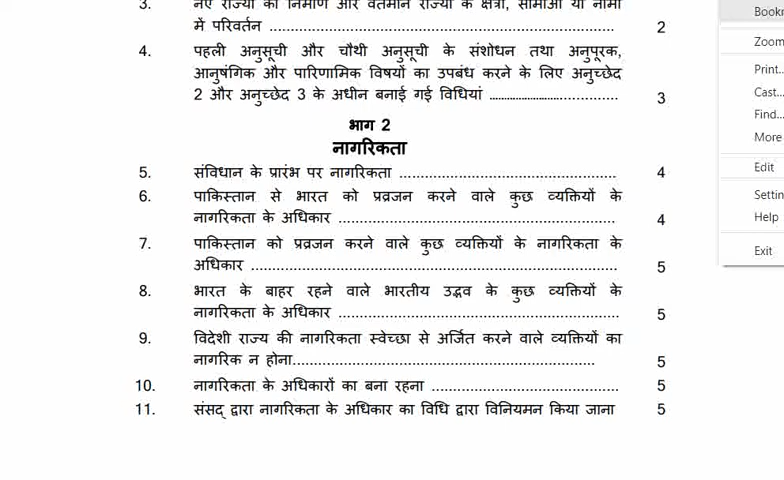 3. नए राज्यों का निर्माण और वर्तमान राज्यों के क्षेत्रों, सीमाओं या नामों
में परिवर्तन ........ 2
4. पहली अनुसूची और चौथी अनुसूची के संशोधन तथा अनुपूरक,
आनुषंगिक और पारिणामिक विषयों का उपबंध करने के लिए अनुच्छेद
2 और अनुच्छेद 3 के अधीन बनाई गई विधियां ........ 3
भाग 2
नागरिकता
5. संविधान के प्रारंभ पर नागरिकता ........ 4
6. पाकिस्तान से भारत को प्रव्रजन करने वाले कुछ व्यक्तियों के
नागरिकता के अधिकार ........ 4
7. पाकिस्तान को प्रव्रजन करने वाले कुछ व्यक्तियों के नागरिकता के
अधिकार ........ 5
8. भारत के बाहर रहने वाले भारतीय उद्भव के कुछ व्यक्तियों के
नागरिकता के अधिकार ........ 5
9. विदेशी राज्य की नागरिकता स्वेच्छा से अर्जित करने वाले व्यक्तियों का
नागरिक न होना........ 5
10. नागरिकता के अधिकारों का बना रहना ........ 5
11. संसद् द्वारा नागरिकता के अधिकार का विधि द्वारा विनियमन किया जाना 5
Bookr
Zoom
Print...
Cast...
Find...
More
Edit
Settin
Help
Exit